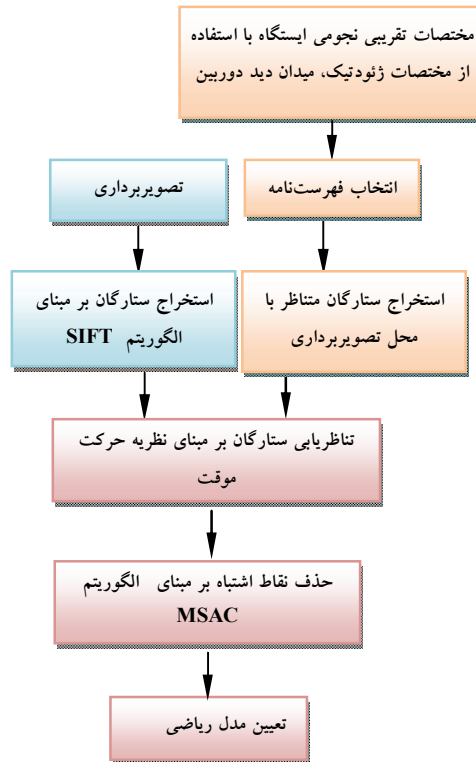 مختصات تقریبی نجومی ایستگاه با استفاده
از مختصات ژئودتیک، میدان دید دوربین
انتخاب فهرست‌نامه
تصویربرداری
استخراج ستارگان متناظر با
محل تصویربرداری
استخراج ستارگان بر مبنای
الگوریتم SIFT
تناظریابی ستارگان بر مبنای نظریه حرکت
موقت
حذف نقاط اشتباه بر مبنای الگوریتم
MSAC
تعیین مدل ریاضی